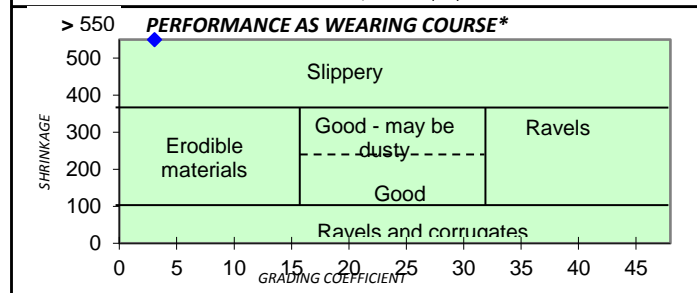 > 550 PERFORMANCE AS WEARING COURSE*
500
400
300
200
100
0
SHRINKAGE
Slippery
Erodible
materials
Good - may be
dusty
Good
Ravels
Ravels and corrugates
0 5 10 15 20 25 30 35 40 45
GRADING COEFFICIENT